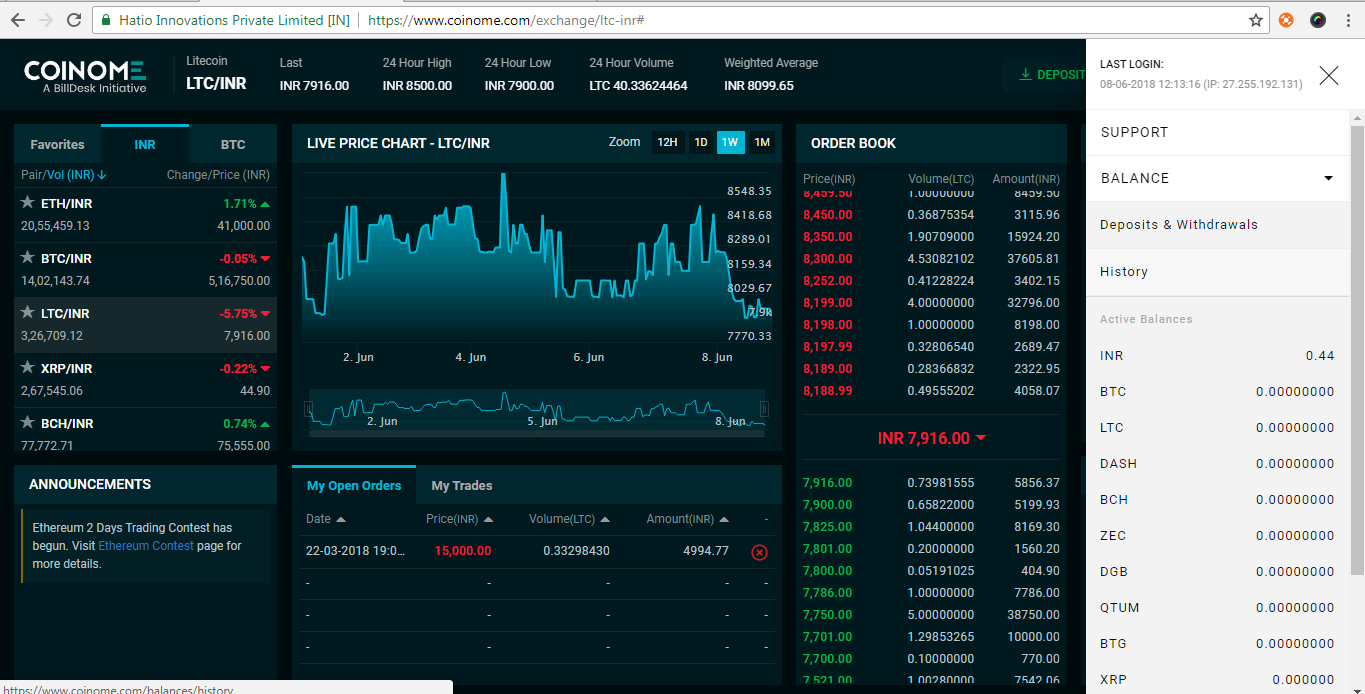 Hatio Innovations Private Limited [IN] https://www.coinome.com/exchange/ltc-inr#
COINOME
A BillDesk Initiative
Litecoin
LTC/INR
Last
INR 7916.00
24 Hour High
INR 8500.00
24 Hour Low
INR 7900.00
24 Hour Volume
LTC 40.33624464
Weighted Average
INR 8099.65
DEPOSIT
Favorites INR BTC
Pair/Vol (INR) Change/Price (INR)
ETH/INR 1.71%
20,55,459.13 41,000.00
BTC/INR -0.05%
14,02,143.74 5,16,750.00
LTC/INR -5.75%
3,26,709.12 7,916.00
XRP/INR -0.22%
2,67,545.06 44.90
BCH/INR 0.74%
77,772.71 75,555.00
ANNOUNCEMENTS
Ethereum 2 Days Trading Contest has
begun. Visit Ethereum Contest page for
more details.
LIVE PRICE CHART - LTC/INR Zoom 12H 1D 1W 1M
8548.35
8418.68
8289.01
8159.34
8029.67
7.9k
7770.33
2. Jun 4. Jun 6. Jun 8. Jun
2. Jun 5. Jun 8. Jun
My Open Orders My Trades
Date Price(INR) Volume(LTC) Amount(INR) -
22-03-2018 19:0... 15,000.00 0.33298430 4994.77
- - - - -
- - - - -
- - - - -
ORDER BOOK
Price(INR) Volume(LTC) Amount(INR)
8,459.50 1.00000000 8459.50
8,450.00 0.36875354 3115.96
8,350.00 1.90709000 15924.20
8,300.00 4.53082102 37605.81
8,252.00 0.41228224 3402.15
8,199.00 4.00000000 32796.00
8,198.00 1.00000000 8198.00
8,197.99 0.32806540 2689.47
8,189.00 0.28366832 2322.95
8,188.99 0.49555202 4058.07
INR 7,916.00
7,916.00 0.73981555 5856.37
7,900.00 0.65822000 5199.93
7,825.00 1.04400000 8169.30
7,801.00 0.20000000 1560.20
7,800.00 0.05191025 404.90
7,786.00 1.00000000 7786.00
7,750.00 5.00000000 38750.00
7,701.00 1.29853265 10000.00
7,700.00 0.10000000 770.00
7,521.00 1.00280000 7542.06
LAST LOGIN:
08-06-2018 12:13:16 (IP: 27.255.192.131)
SUPPORT
BALANCE
Deposits & Withdrawals
History
Active Balances
INR 0.44
BTC 0.00000000
LTC 0.00000000
DASH 0.00000000
BCH 0.00000000
ZEC 0.00000000
DGB 0.00000000
QTUM 0.00000000
BTG 0.00000000
XRP 0.000000
https://www.coinome.com/balances/history